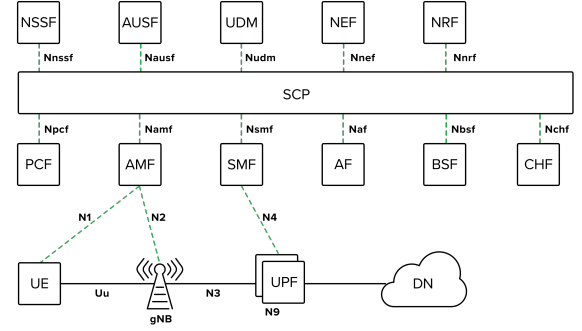 NSSF AUSF UDM NEF NRF
Nnssf Nausf Nudm Nnef Nnrf
SCP
Npcf Namf Nsmf Naf Nbsf Nchf
PCF AMF SMF AF BSF CHF
N1 N2 N4
UE UPF DN
Uu N3
N9
gNB